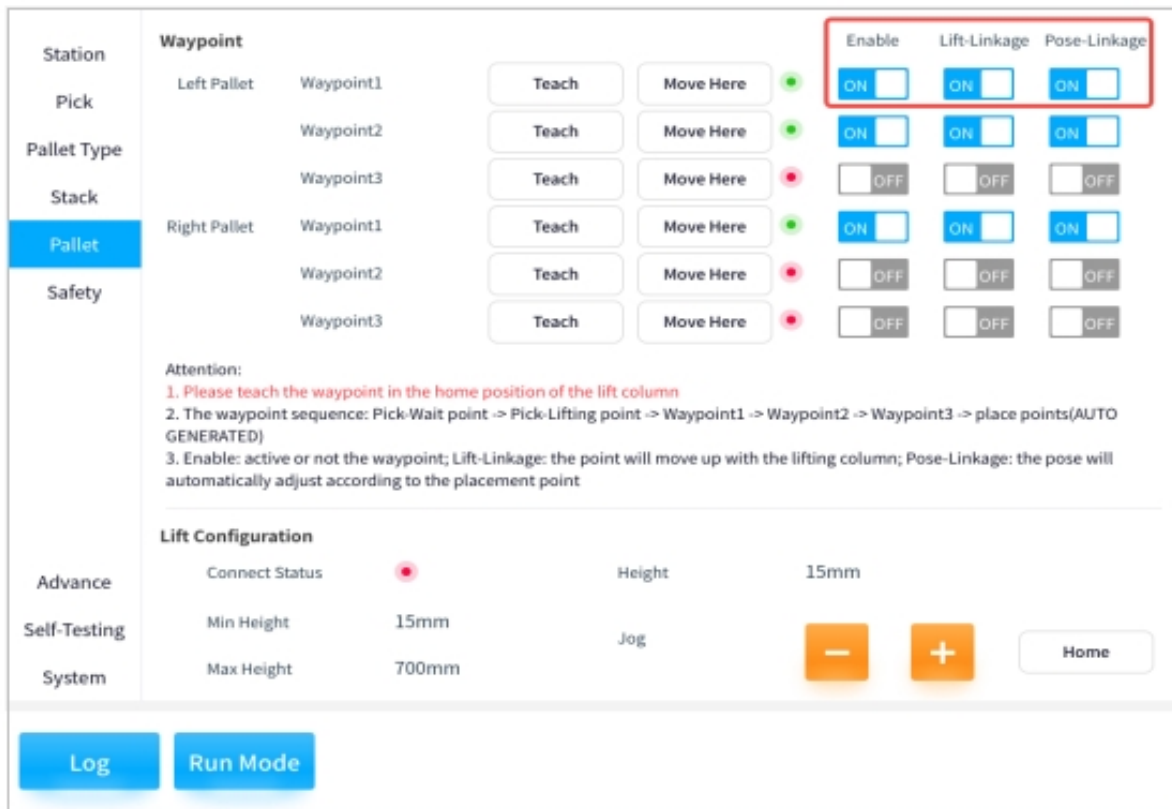 Station
Pick
Pallet Type
Stack
Pallet
Safety
Advance
Self-Testing
System
Waypoint
Enable Lift-Linkage Pose-Linkage
Left Pallet Waypoint1 Teach Move Here ON ON ON
Waypoint2 Teach Move Here ON ON ON
Waypoint3 Teach Move Here OFF OFF OFF
Right Pallet Waypoint1 Teach Move Here ON ON ON
Waypoint2 Teach Move Here OFF OFF OFF
Waypoint3 Teach Move Here OFF OFF OFF
Attention:
1. Please teach the waypoint in the home position of the lift column
2. The waypoint sequence: Pick-Wait point -> Pick-Lifting point -> Waypoint1 -> Waypoint2 -> Waypoint3 -> place points(AUTO
GENERATED)
3. Enable: active or not the waypoint; Lift-Linkage: the point will move up with the lifting column; Pose-Linkage: the pose will
automatically adjust according to the placement point
Lift Configuration
Connect Status Height 15mm
Min Height 15mm
Jog − + Home
Max Height 700mm
Log Run Mode